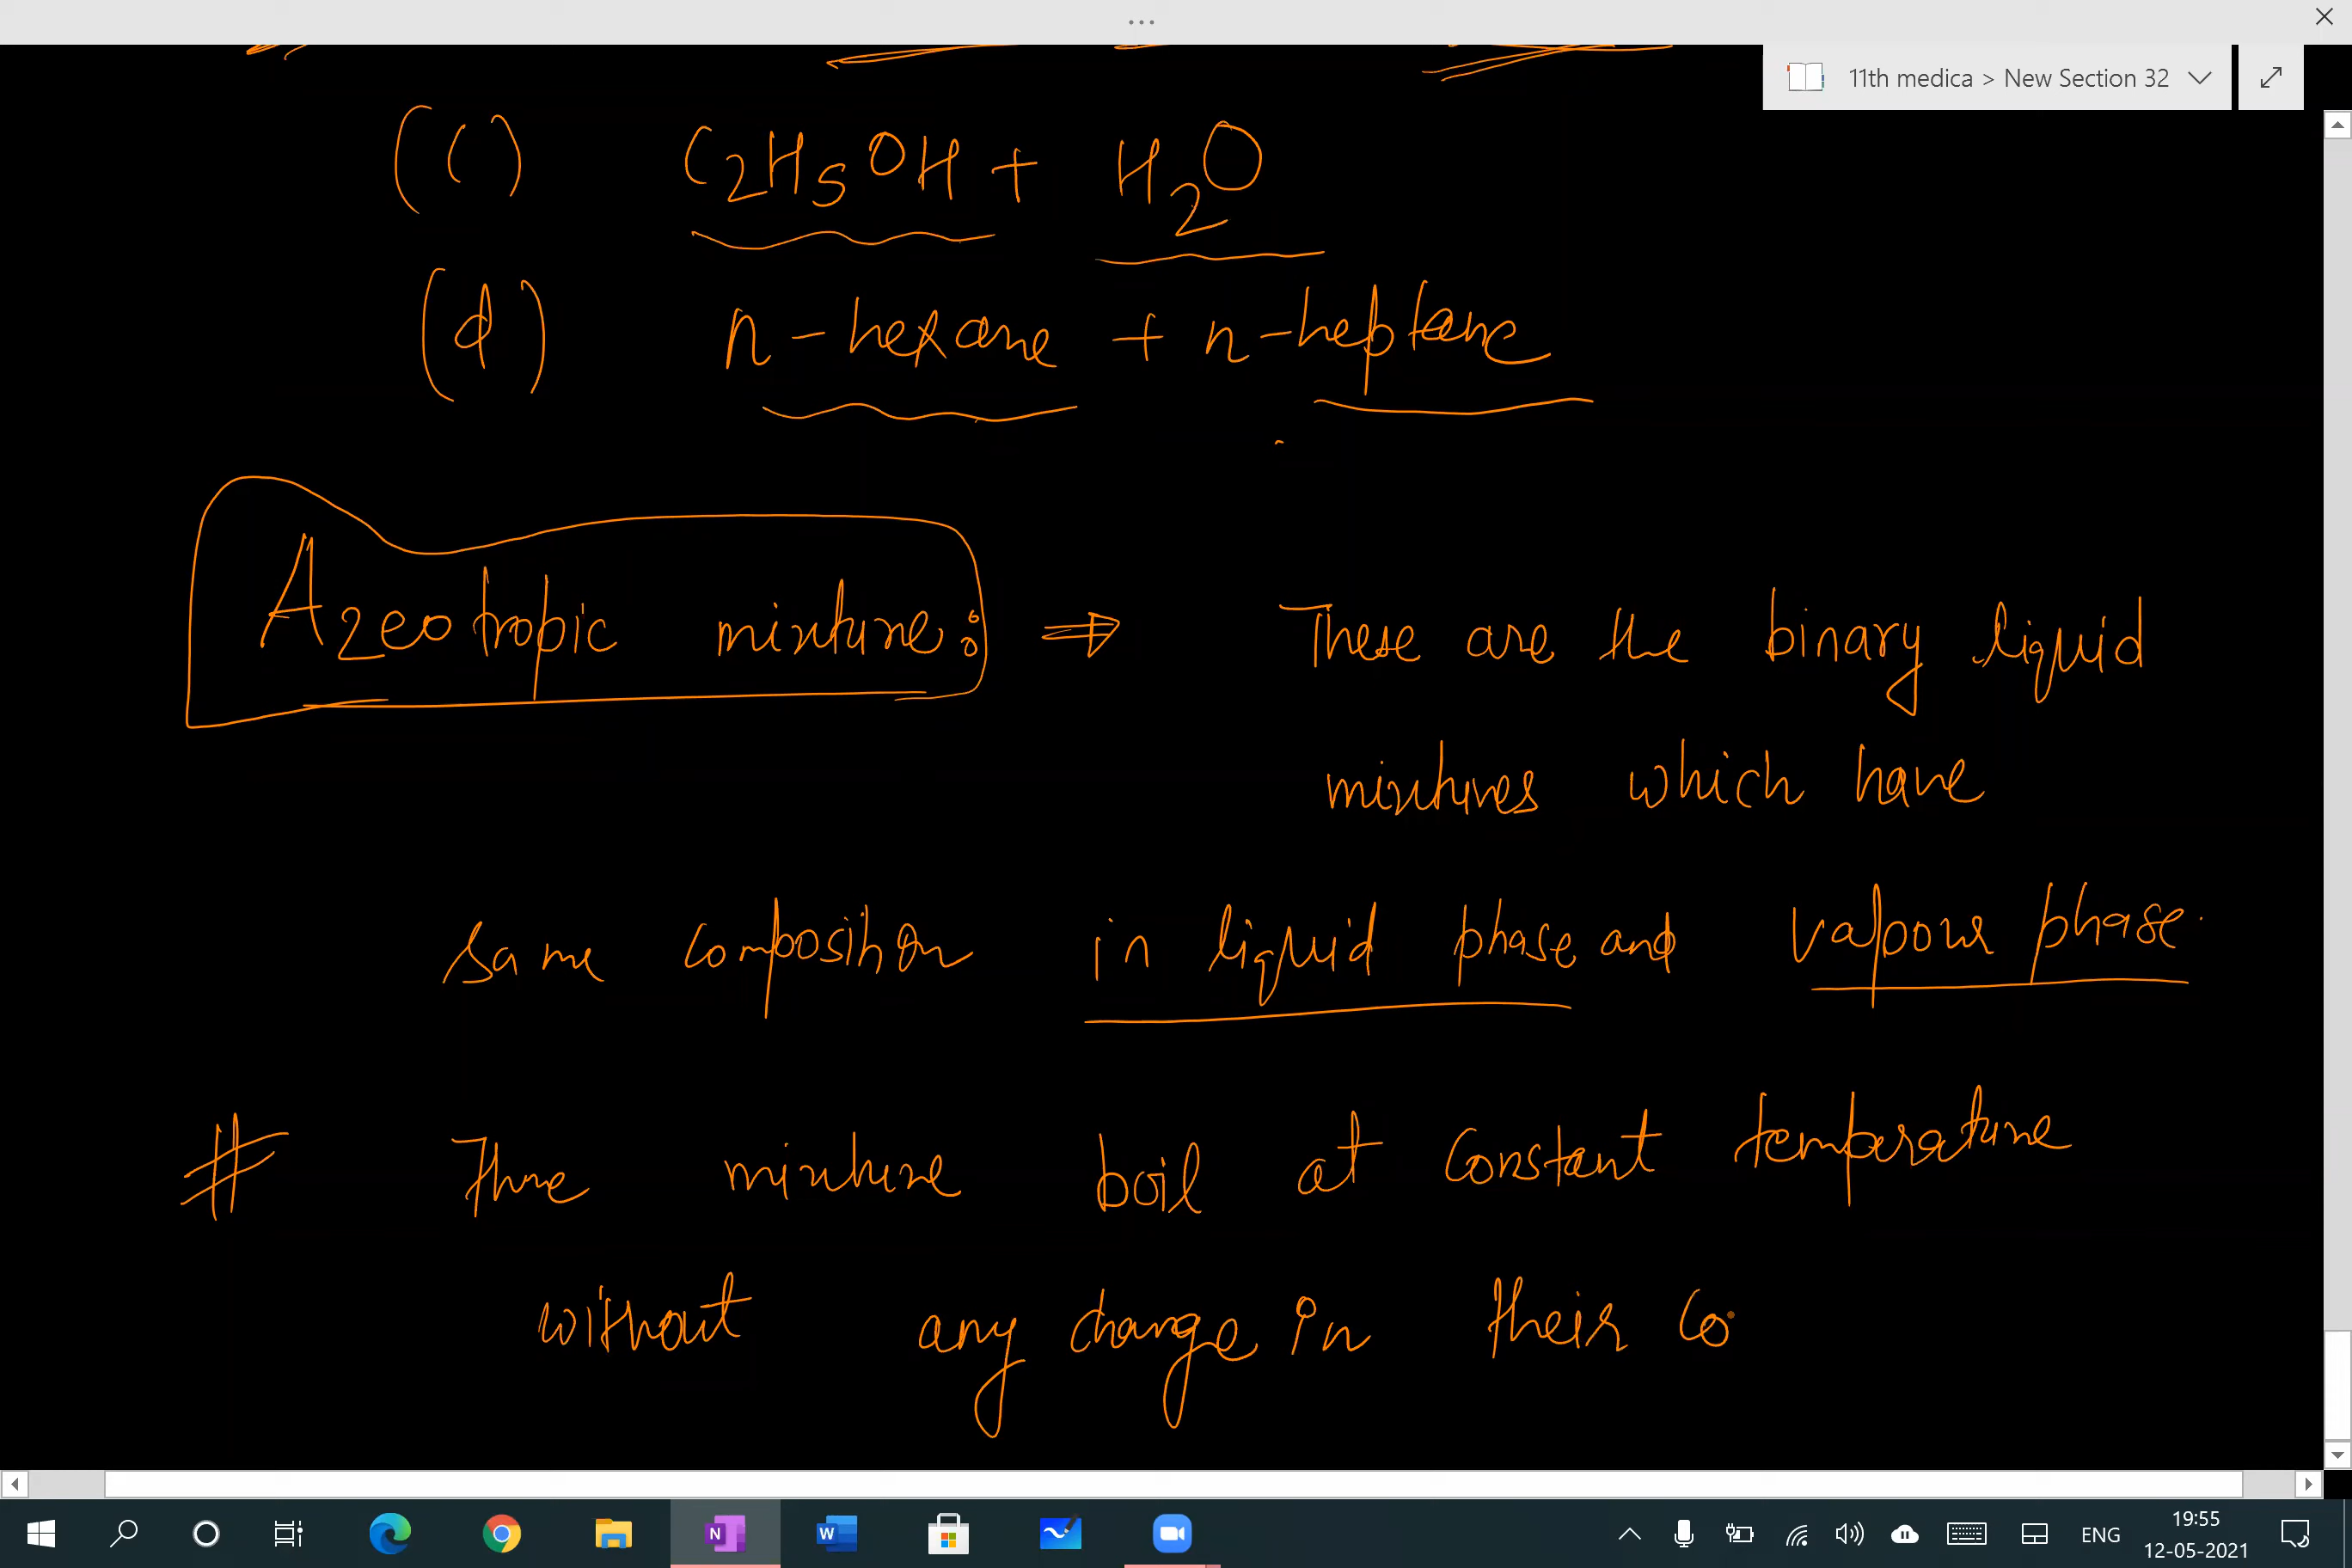 11th medica > New Section 32
(c) C2H5OH + H2O
(d) n-hexane + n-heptane
Azeotropic mixture: ⇒ These are the binary liquid
mixtures which have
same composition in liquid phase and vapour phase.
# These mixture boil at constant temperature
without any change in their co
ENG
19:55
12-05-2021